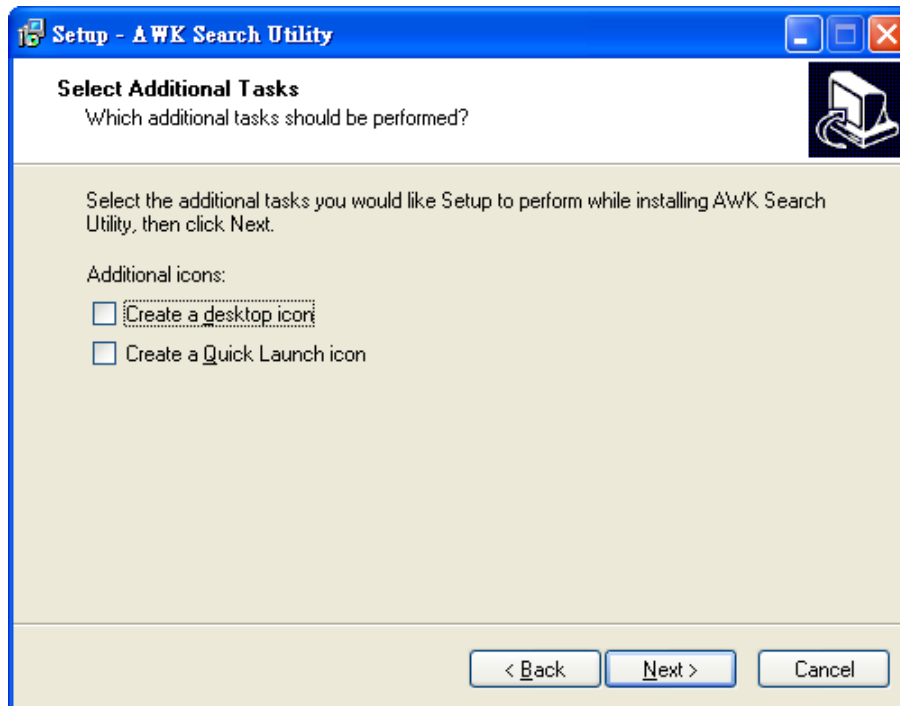 Setup - AWK Search Utility
Select Additional Tasks
Which additional tasks should be performed?
Select the additional tasks you would like Setup to perform while installing AWK Search
Utility, then click Next.
Additional icons:
Create a desktop icon
Create a Quick Launch icon
< Back Next > Cancel